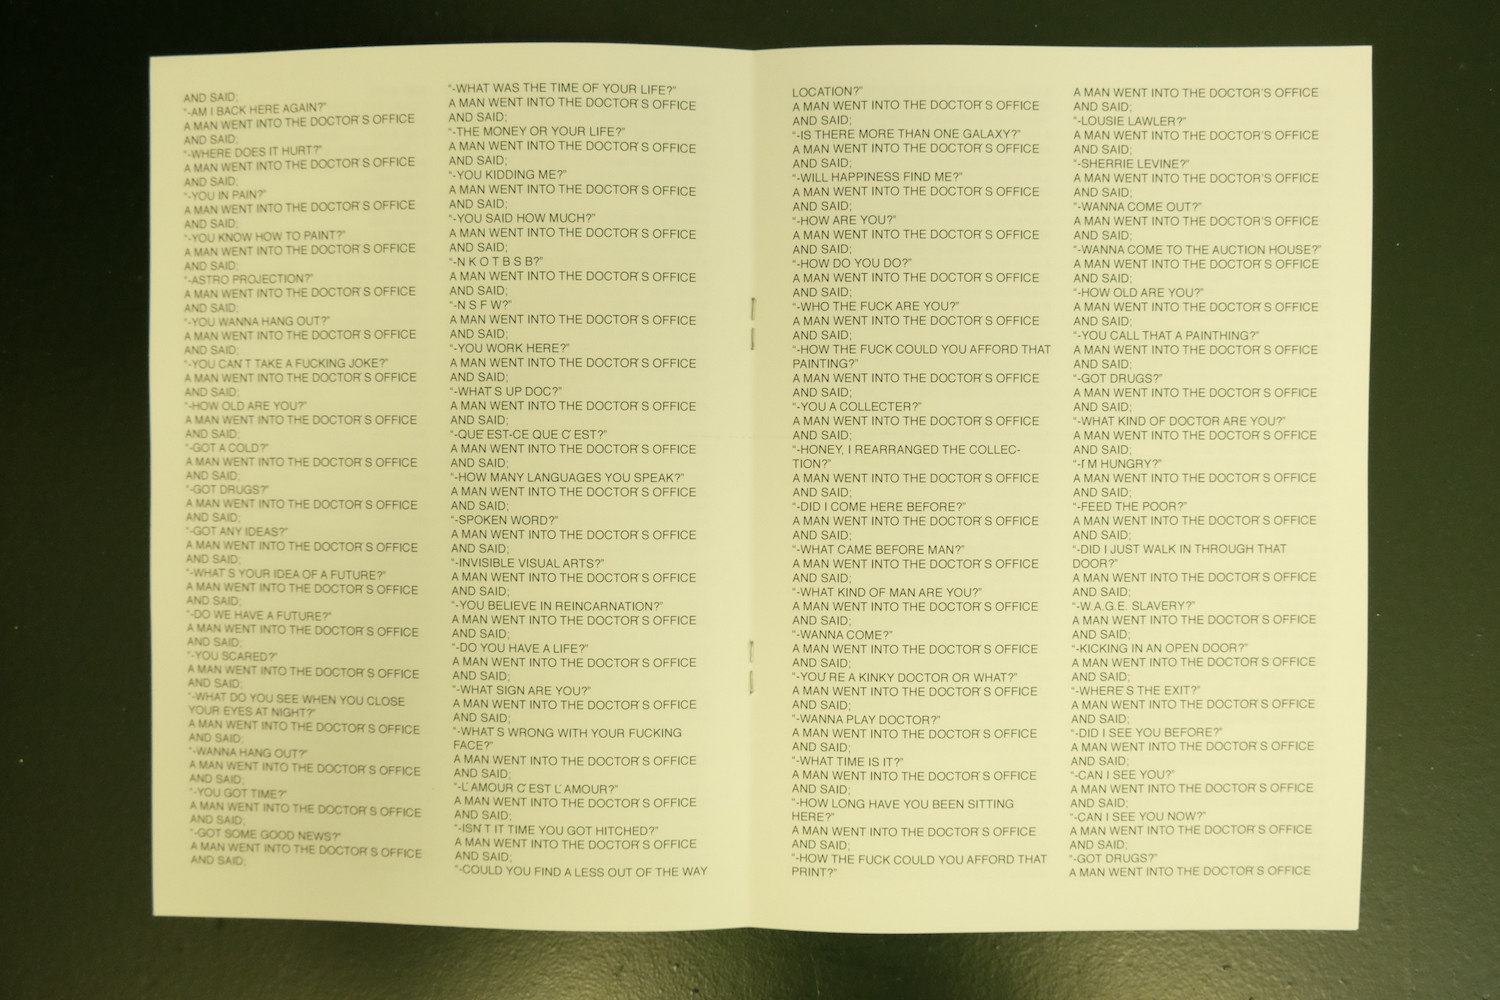 AND SAID;
"-AM I BACK HERE AGAIN?"
A MAN WENT INTO THE DOCTOR'S OFFICE
AND SAID;
"-WHERE DOES IT HURT?"
A MAN WENT INTO THE DOCTOR'S OFFICE
AND SAID;
"-YOU IN PAIN?"
A MAN WENT INTO THE DOCTOR'S OFFICE
AND SAID;
"-YOU KNOW HOW TO PAINT?"
A MAN WENT INTO THE DOCTOR'S OFFICE
AND SAID;
"-ASTRO PROJECTION?"
A MAN WENT INTO THE DOCTOR'S OFFICE
AND SAID;
"-YOU WANNA HANG OUT?"
A MAN WENT INTO THE DOCTOR'S OFFICE
AND SAID;
"-YOU CAN'T TAKE A FUCKING JOKE?"
A MAN WENT INTO THE DOCTOR'S OFFICE
AND SAID;
"-HOW OLD ARE YOU?"
A MAN WENT INTO THE DOCTOR'S OFFICE
AND SAID;
"-GOT A COLD?"
A MAN WENT INTO THE DOCTOR'S OFFICE
AND SAID;
"-GOT DRUGS?"
A MAN WENT INTO THE DOCTOR'S OFFICE
AND SAID;
"-GOT ANY IDEAS?"
A MAN WENT INTO THE DOCTOR'S OFFICE
AND SAID;
"-WHAT'S YOUR IDEA OF A FUTURE?"
A MAN WENT INTO THE DOCTOR'S OFFICE
AND SAID;
"-DO WE HAVE A FUTURE?"
A MAN WENT INTO THE DOCTOR'S OFFICE
AND SAID;
"-YOU SCARED?"
A MAN WENT INTO THE DOCTOR'S OFFICE
AND SAID;
"-WHAT DO YOU SEE WHEN YOU CLOSE
YOUR EYES AT NIGHT?"
A MAN WENT INTO THE DOCTOR'S OFFICE
AND SAID;
"-WANNA HANG OUT?"
A MAN WENT INTO THE DOCTOR'S OFFICE
AND SAID;
"-YOU GOT TIME?"
A MAN WENT INTO THE DOCTOR'S OFFICE
AND SAID;
"-GOT SOME GOOD NEWS?"
A MAN WENT INTO THE DOCTOR'S OFFICE
AND SAID;
"-WHAT WAS THE TIME OF YOUR LIFE?"
A MAN WENT INTO THE DOCTOR'S OFFICE
AND SAID;
"-THE MONEY OR YOUR LIFE?"
A MAN WENT INTO THE DOCTOR'S OFFICE
AND SAID;
"-YOU KIDDING ME?"
A MAN WENT INTO THE DOCTOR'S OFFICE
AND SAID;
"-YOU SAID HOW MUCH?"
A MAN WENT INTO THE DOCTOR'S OFFICE
AND SAID;
"-N K O T B S B?"
A MAN WENT INTO THE DOCTOR'S OFFICE
AND SAID;
"-N S F W?"
A MAN WENT INTO THE DOCTOR'S OFFICE
AND SAID;
"-YOU WORK HERE?"
A MAN WENT INTO THE DOCTOR'S OFFICE
AND SAID;
"-WHAT'S UP DOC?"
A MAN WENT INTO THE DOCTOR'S OFFICE
AND SAID;
"-QUE' EST-CE QUE C'EST?"
A MAN WENT INTO THE DOCTOR'S OFFICE
AND SAID;
"-HOW MANY LANGUAGES YOU SPEAK?"
A MAN WENT INTO THE DOCTOR'S OFFICE
AND SAID;
"-SPOKEN WORD?"
A MAN WENT INTO THE DOCTOR'S OFFICE
AND SAID;
"-INVISIBLE VISUAL ARTS?"
A MAN WENT INTO THE DOCTOR'S OFFICE
AND SAID;
"-YOU BELIEVE IN REINCARNATION?"
A MAN WENT INTO THE DOCTOR'S OFFICE
AND SAID;
"-DO YOU HAVE A LIFE?"
A MAN WENT INTO THE DOCTOR'S OFFICE
AND SAID;
"-WHAT SIGN ARE YOU?"
A MAN WENT INTO THE DOCTOR'S OFFICE
AND SAID;
"-WHAT'S WRONG WITH YOUR FUCKING
FACE?"
A MAN WENT INTO THE DOCTOR'S OFFICE
AND SAID;
"-L'AMOUR C'EST L'AMOUR?"
A MAN WENT INTO THE DOCTOR'S OFFICE
AND SAID;
"-ISN'T IT TIME YOU GOT HITCHED?"
A MAN WENT INTO THE DOCTOR'S OFFICE
AND SAID;
"-COULD YOU FIND A LESS OUT OF THE WAY
LOCATION?"
A MAN WENT INTO THE DOCTOR'S OFFICE
AND SAID;
"-IS THERE MORE THAN ONE GALAXY?"
A MAN WENT INTO THE DOCTOR'S OFFICE
AND SAID;
"-WILL HAPPINESS FIND ME?"
A MAN WENT INTO THE DOCTOR'S OFFICE
AND SAID;
"-HOW ARE YOU?"
A MAN WENT INTO THE DOCTOR'S OFFICE
AND SAID;
"-HOW DO YOU DO?"
A MAN WENT INTO THE DOCTOR'S OFFICE
AND SAID;
"-WHO THE FUCK ARE YOU?"
A MAN WENT INTO THE DOCTOR'S OFFICE
AND SAID;
"-HOW THE FUCK COULD YOU AFFORD THAT
PAINTING?"
A MAN WENT INTO THE DOCTOR'S OFFICE
AND SAID;
"-YOU A COLLECTER?"
A MAN WENT INTO THE DOCTOR'S OFFICE
AND SAID;
"-HONEY, I REARRANGED THE COLLEC-
TION?"
A MAN WENT INTO THE DOCTOR'S OFFICE
AND SAID;
"-DID I COME HERE BEFORE?"
A MAN WENT INTO THE DOCTOR'S OFFICE
AND SAID;
"-WHAT CAME BEFORE MAN?"
A MAN WENT INTO THE DOCTOR'S OFFICE
AND SAID;
"-WHAT KIND OF MAN ARE YOU?"
A MAN WENT INTO THE DOCTOR'S OFFICE
AND SAID;
"-WANNA COME?"
A MAN WENT INTO THE DOCTOR'S OFFICE
AND SAID;
"-YOU'RE A KINKY DOCTOR OR WHAT?"
A MAN WENT INTO THE DOCTOR'S OFFICE
AND SAID;
"-WANNA PLAY DOCTOR?"
A MAN WENT INTO THE DOCTOR'S OFFICE
AND SAID;
"-WHAT TIME IS IT?"
A MAN WENT INTO THE DOCTOR'S OFFICE
AND SAID;
"-HOW LONG HAVE YOU BEEN SITTING
HERE?"
A MAN WENT INTO THE DOCTOR'S OFFICE
AND SAID;
"-HOW THE FUCK COULD YOU AFFORD THAT
PRINT?"
A MAN WENT INTO THE DOCTOR'S OFFICE
AND SAID;
"-LOUSIE LAWLER?"
A MAN WENT INTO THE DOCTOR'S OFFICE
AND SAID;
"-SHERRIE LEVINE?"
A MAN WENT INTO THE DOCTOR'S OFFICE
AND SAID;
"-WANNA COME OUT?"
A MAN WENT INTO THE DOCTOR'S OFFICE
AND SAID;
"-WANNA COME TO THE AUCTION HOUSE?"
A MAN WENT INTO THE DOCTOR'S OFFICE
AND SAID;
"-HOW OLD ARE YOU?"
A MAN WENT INTO THE DOCTOR'S OFFICE
AND SAID;
"-YOU CALL THAT A PAINTHING?"
A MAN WENT INTO THE DOCTOR'S OFFICE
AND SAID;
"-GOT DRUGS?"
A MAN WENT INTO THE DOCTOR'S OFFICE
AND SAID;
"-WHAT KIND OF DOCTOR ARE YOU?"
A MAN WENT INTO THE DOCTOR'S OFFICE
AND SAID;
"-I'M HUNGRY?"
A MAN WENT INTO THE DOCTOR'S OFFICE
AND SAID;
"-FEED THE POOR?"
A MAN WENT INTO THE DOCTOR'S OFFICE
AND SAID;
"-DID I JUST WALK IN THROUGH THAT
DOOR?"
A MAN WENT INTO THE DOCTOR'S OFFICE
AND SAID;
"-W.A.G.E. SLAVERY?"
A MAN WENT INTO THE DOCTOR'S OFFICE
AND SAID;
"-KICKING IN AN OPEN DOOR?"
A MAN WENT INTO THE DOCTOR'S OFFICE
AND SAID;
"-WHERE'S THE EXIT?"
A MAN WENT INTO THE DOCTOR'S OFFICE
AND SAID;
"-DID I SEE YOU BEFORE?"
A MAN WENT INTO THE DOCTOR'S OFFICE
AND SAID;
"-CAN I SEE YOU?"
A MAN WENT INTO THE DOCTOR'S OFFICE
AND SAID;
"-CAN I SEE YOU NOW?"
A MAN WENT INTO THE DOCTOR'S OFFICE
AND SAID;
"-GOT DRUGS?"
A MAN WENT INTO THE DOCTOR'S OFFICE